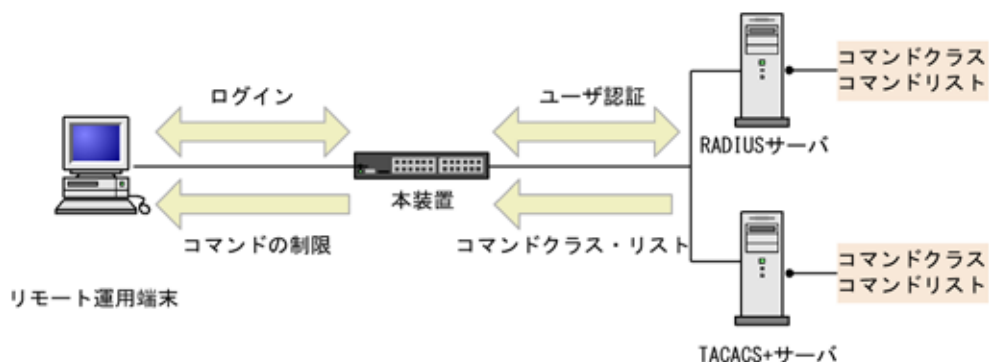 ログイン
ユーザ認証
コマンドクラス
コマンドリスト
RADIUSサーバ
本装置
コマンドの制限
コマンドクラス・リスト
コマンドクラス
コマンドリスト
リモート運用端末
TACACS+サーバ